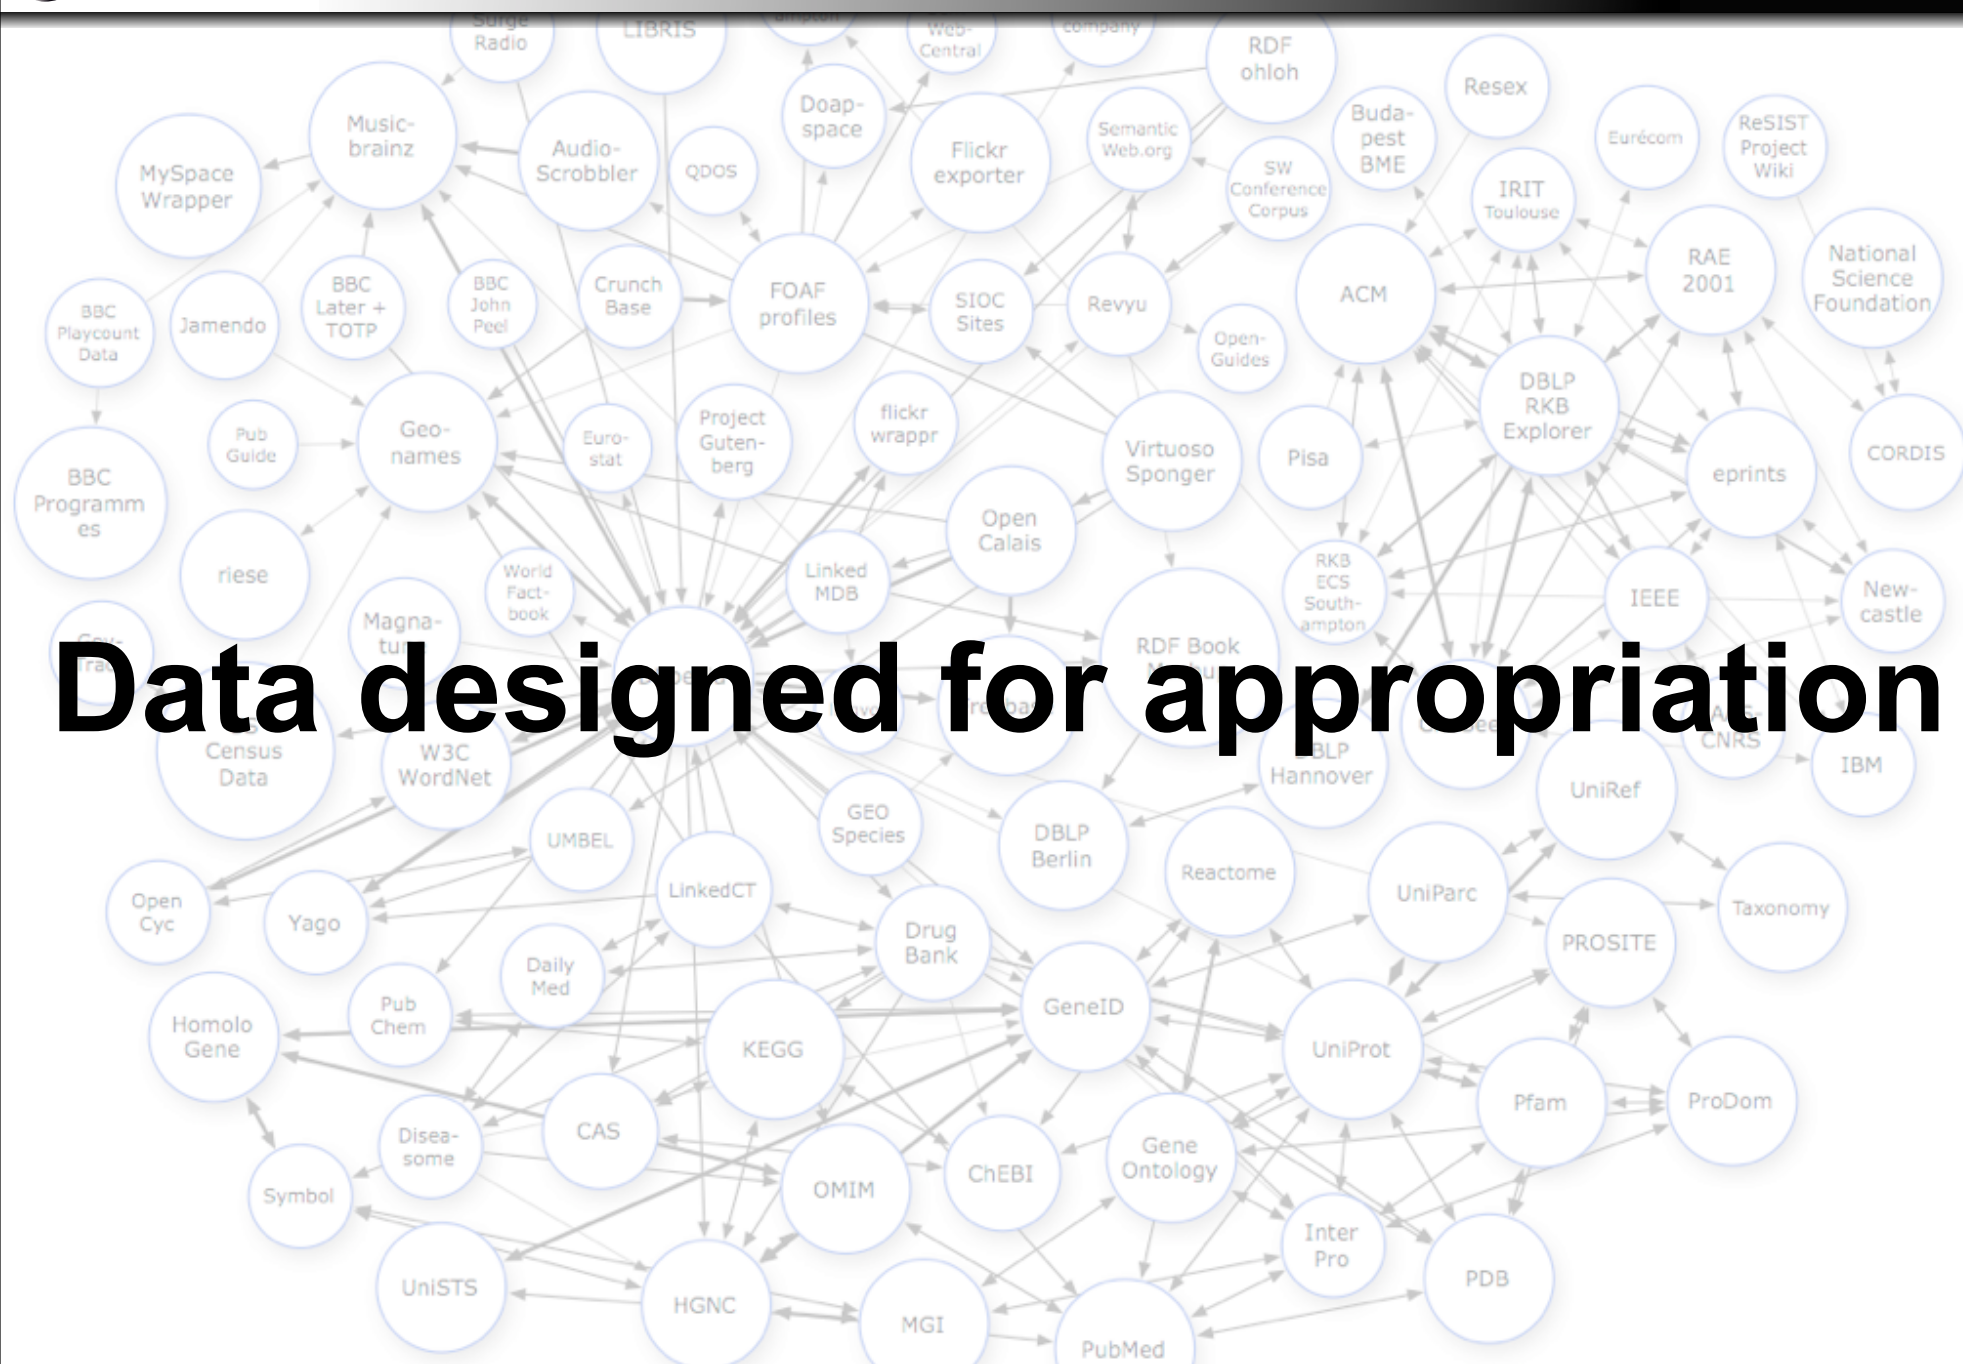 Surge
Radio
LIBRIS
Web-
Central
company
RDF
ohloh
Resex
Music-
brainz
Doap-
space
Buda-
pest
BME
Eurécom
ReSIST
Project
Wiki
MySpace
Wrapper
Audio-
Scrobbler
QDOS
Flickr
exporter
Semantic
Web.org
SW
Conference
Corpus
IRIT
Toulouse
BBC
Playcount
Data
Jamendo
BBC
Later +
TOTP
BBC
John
Peel
Crunch
Base
FOAF
profiles
SIOC
Sites
Revyu
Open-
Guides
ACM
RAE
2001
National
Science
Foundation
Pub
Guide
Geo-
names
Euro-
stat
Project
Guten-
berg
flickr
wrappr
Virtuoso
Sponger
Pisa
DBLP
RKB
Explorer
eprints
CORDIS
BBC
Programm
es
riese
World
Fact-
book
Linked
MDB
Open
Calais
RKB
ECS
South-
ampton
IEEE
New-
castle
Magna-
RDF Book
Data designed for appropriation
Census
Data
W3C
WordNet
Hannover
CNRS
IBM
UniRef
UMBEL
GEO
Species
DBLP
Berlin
Reactome
UniParc
Taxonomy
Open
Cyc
Yago
LinkedCT
Drug
Bank
PROSITE
Daily
Med
Homolo
Gene
Pub
Chem
KEGG
GeneID
UniProt
Pfam
ProDom
Disea-
some
CAS
OMIM
ChEBI
Gene
Ontology
Symbol
Inter
Pro
PDB
UniSTS
HGNC
MGI
PubMed